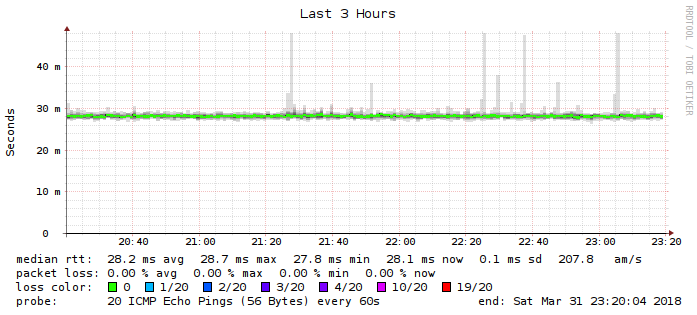 Last 3 Hours
RRDTOOL / TOBI OETIKER
Seconds
40 m
30 m
20 m
10 m
0
20:40 21:00 21:20 21:40 22:00 22:20 22:40 23:00 23:20
median rtt: 28.2 ms avg 28.7 ms max 27.8 ms min 28.1 ms now 0.1 ms sd 207.8 am/s
packet loss: 0.00 % avg 0.00 % max 0.00 % min 0.00 % now
loss color: 0 1/20 2/20 3/20 4/20 10/20 19/20
probe: 20 ICMP Echo Pings (56 Bytes) every 60s end: Sat Mar 31 23:20:04 2018